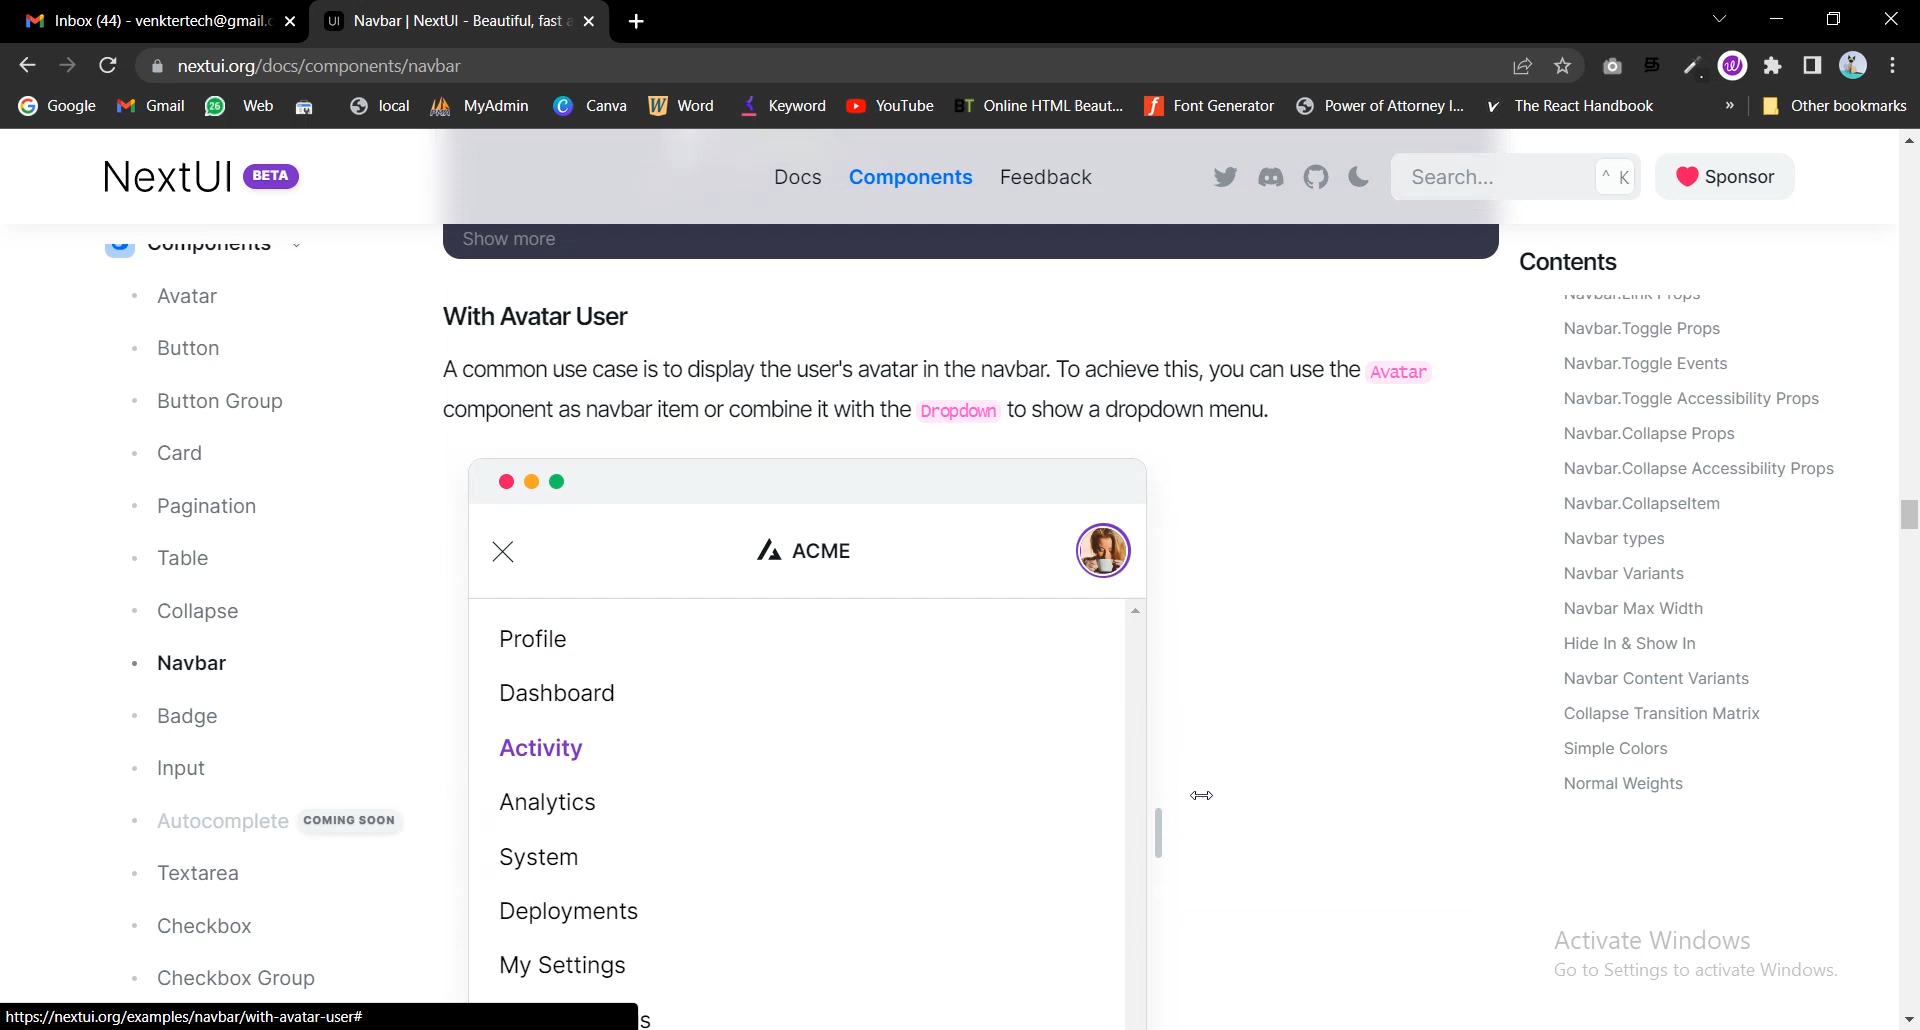 Inbox (44) - venktertech@gmail.c
UI Navbar | NextUI - Beautiful, fast a
nextui.org/docs/components/navbar
Google Gmail 26 Web local MyAdmin Canva Word Keyword YouTube BT Online HTML Beaut... Font Generator Power of Attorney I... The React Handbook » Other bookmarks
NextUI BETA
Docs Components Feedback
Search... ^ K
Sponsor
Components
Avatar
Button
Button Group
Card
Pagination
Table
Collapse
Navbar
Badge
Input
Autocomplete COMING SOON
Textarea
Checkbox
Checkbox Group
Show more
With Avatar User
A common use case is to display the user's avatar in the navbar. To achieve this, you can use the Avatar
component as navbar item or combine it with the Dropdown to show a dropdown menu.
ACME
Profile
Dashboard
Activity
Analytics
System
Deployments
My Settings
s
Contents
Navbar.Link Props
Navbar.Toggle Props
Navbar.Toggle Events
Navbar.Toggle Accessibility Props
Navbar.Collapse Props
Navbar.Collapse Accessibility Props
Navbar.CollapseItem
Navbar types
Navbar Variants
Navbar Max Width
Hide In & Show In
Navbar Content Variants
Collapse Transition Matrix
Simple Colors
Normal Weights
Activate Windows
Go to Settings to activate Windows.
https://nextui.org/examples/navbar/with-avatar-user#